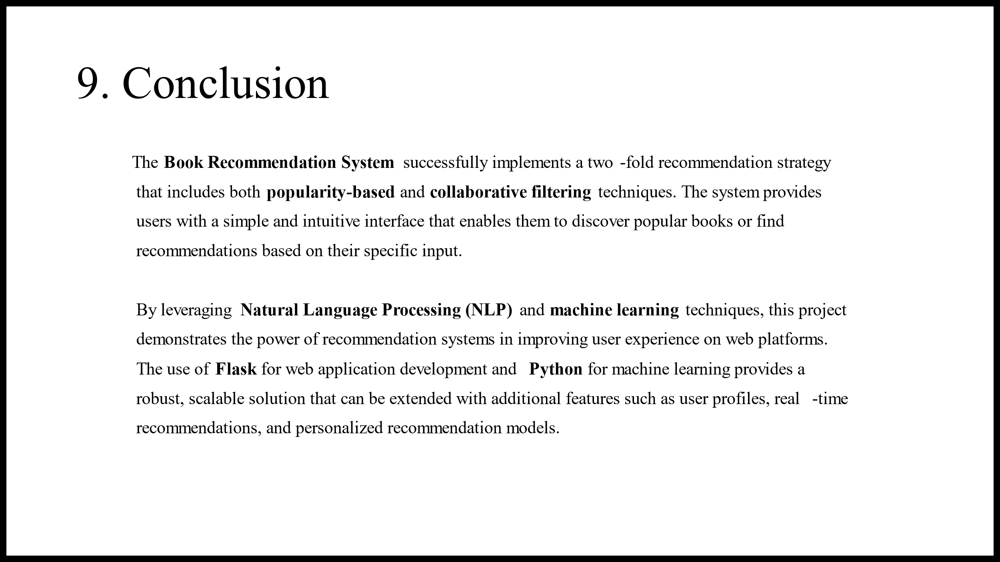 9. Conclusion
The Book Recommendation System successfully implements a two -fold recommendation strategy
that includes both popularity-based and collaborative filtering techniques. The system provides
users with a simple and intuitive interface that enables them to discover popular books or find
recommendations based on their specific input.
By leveraging Natural Language Processing (NLP) and machine learning techniques, this project
demonstrates the power of recommendation systems in improving user experience on web platforms.
The use of Flask for web application development and Python for machine learning provides a
robust, scalable solution that can be extended with additional features such as user profiles, real -time
recommendations, and personalized recommendation models.